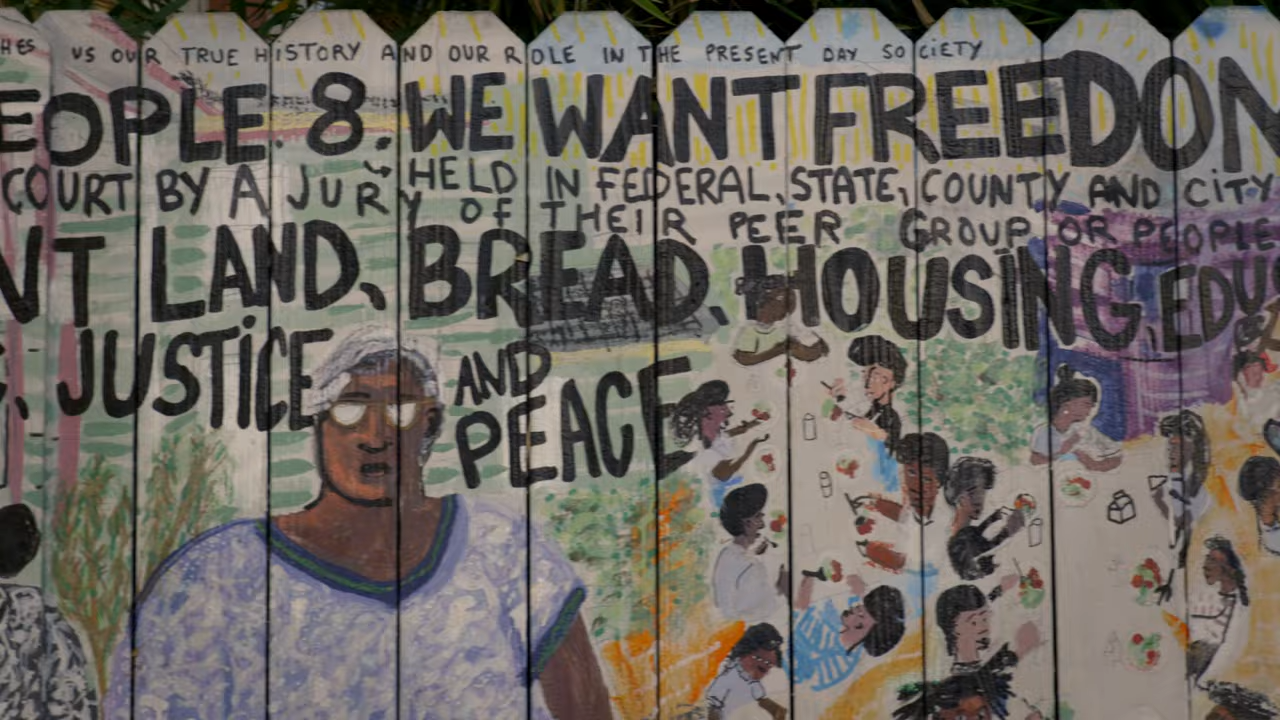 HES US OUR TRUE HISTORY AND OUR ROLE IN THE PRESENT DAY SOCIETY
EOPLE. 8. WE WANT FREEDOM
COURT BY A JURY OF THEIR PEER GROUP OR PEOPLE
HELD IN FEDERAL, STATE, COUNTY AND CITY
NT LAND, BREAD, HOUSING, EDUC
, JUSTICE AND PEACE